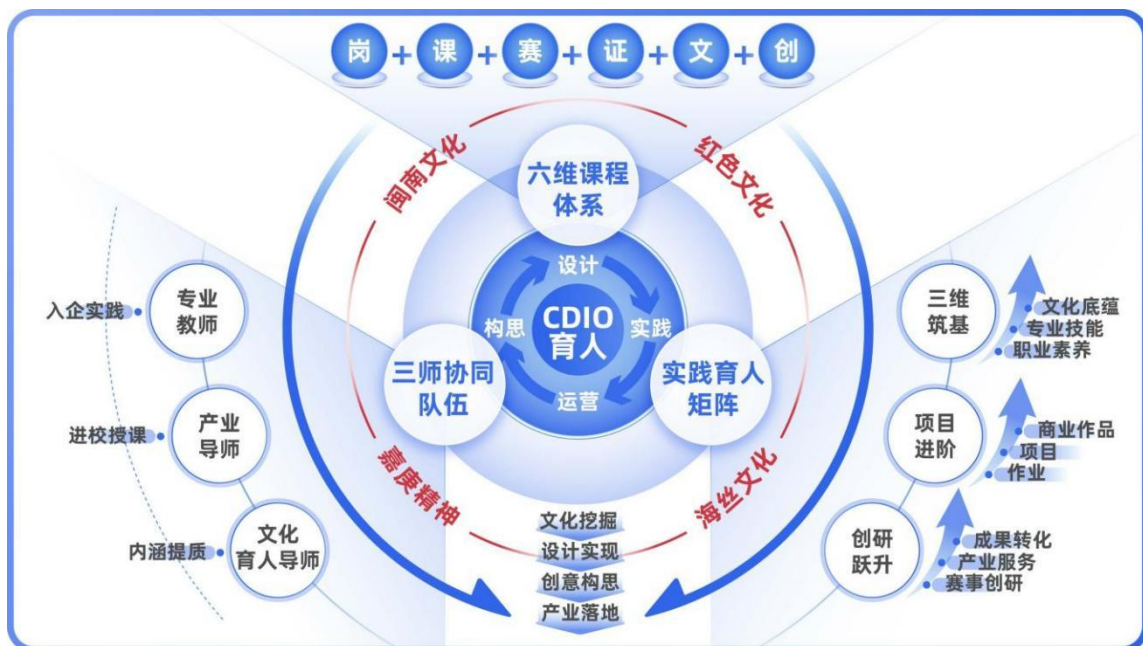 岗+课+赛+证+文+创
闽南文化
红色文化
六维课程
体系
设计
构思
CDIO
育人
实践
运营
三师协同
队伍
实践育人
矩阵
嘉庚精神
海丝文化
入企实践
专业
教师
进校授课
产业
导师
内涵提质
文化
育人导师
三维
筑基
文化底蕴
专业技能
职业素养
项目
进阶
商业作品
项目
作业
创研
跃升
成果转化
产业服务
赛事创研
文化挖掘
设计实现
创意构思
产业落地